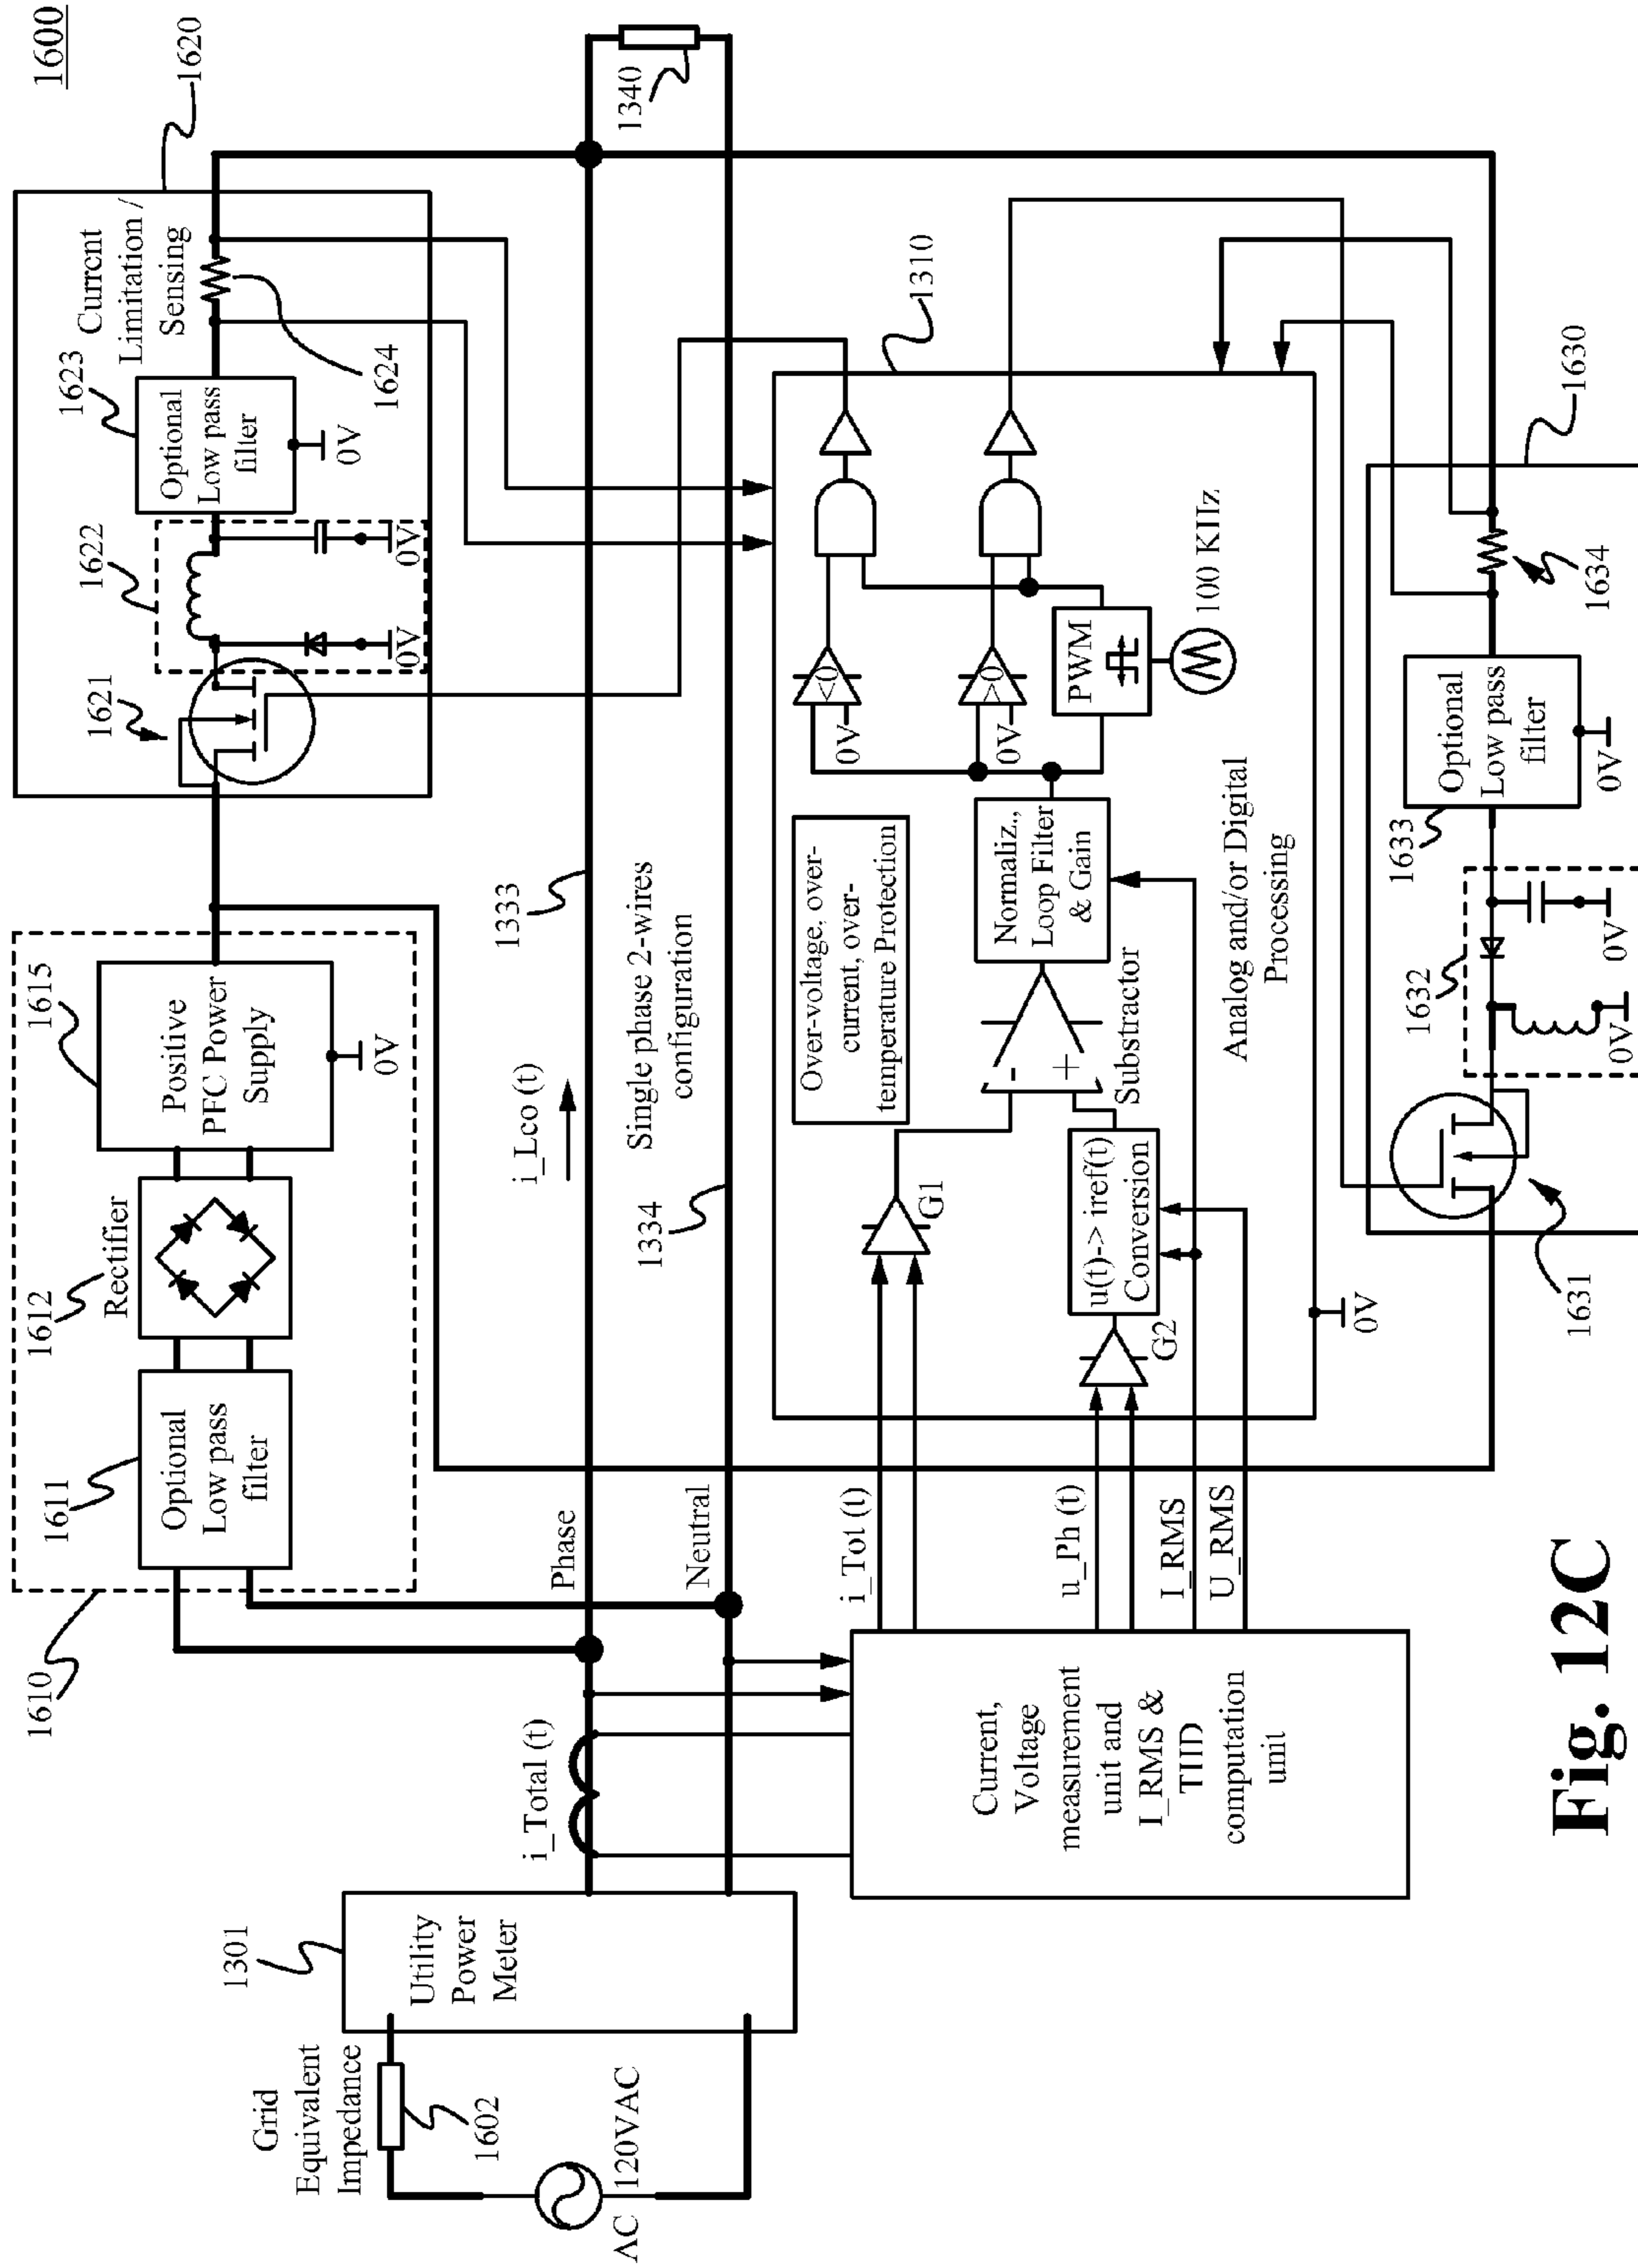 1600
1610
1611
Optional
Low pass
filter
1612
Rectifier
1615
Positive
PFC Power
Supply
0V
1620
1621
1622
0V
0V
1623
Optional
Low pass
filter
0V
Current
Limitation /
Sensing
1624
Grid
Equivalent
Impedance
1602
AC 120VAC
1301
Utility
Power
Meter
i_Total (t)
Phase
Neutral
i_Lco (t)
1333
1334
Single phase 2-wires
configuration
1340
Current,
Voltage
measurement
unit and
I_RMS &
THD
computation
unit
i_Tot (t)
u_Ph (t)
I_RMS
U_RMS
1310
G1
G2
u(t)-> iref(t)
Conversion
-
+
Substractor
Over-voltage, over-
current, over-
temperature Protection
Normaliz.,
Loop Filter
& Gain
<0
0V
>0
0V
PWM
100 KHz
Analog and/or Digital
Processing
0V
1630
1631
1632
0V
0V
1633
Optional
Low pass
filter
0V
1634
Fig. 12C